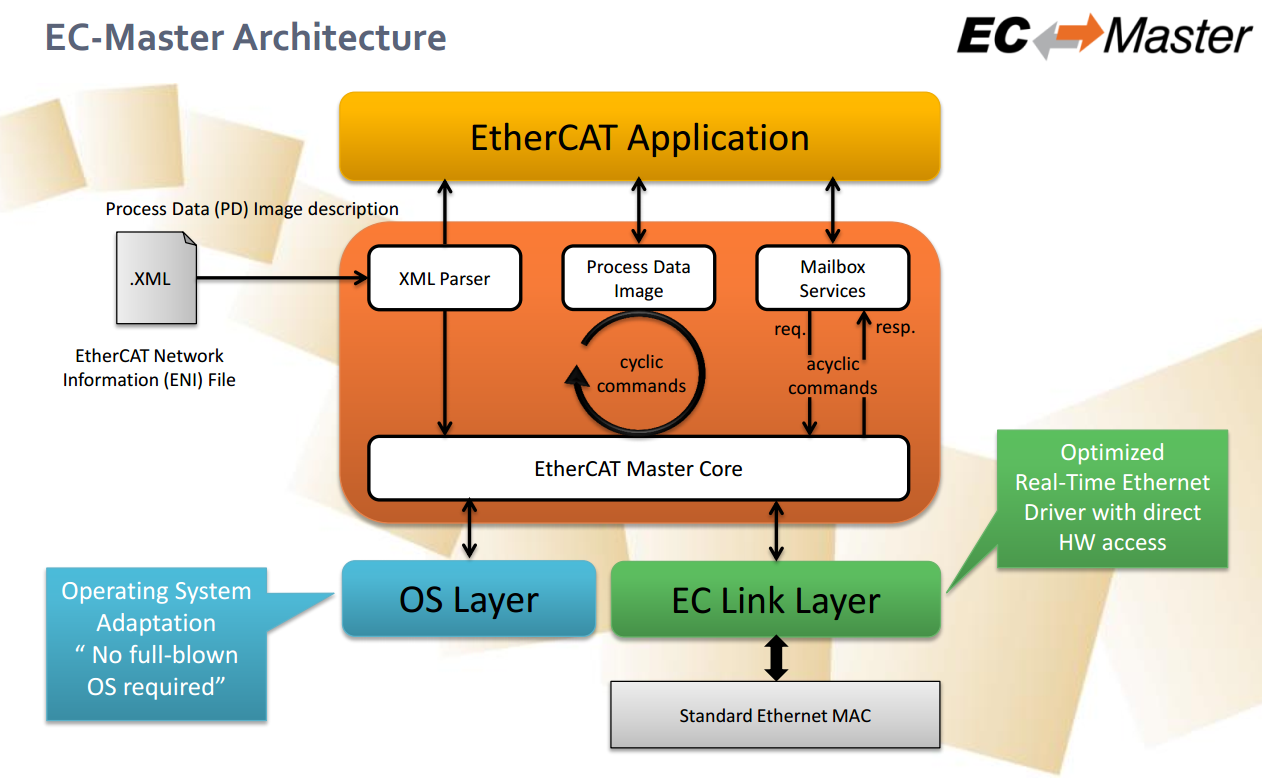 EC-Master Architecture
EC Master
EtherCAT Application
Process Data (PD) Image description
.XML
XML Parser
Process Data
Image
Mailbox
Services
req.
resp.
EtherCAT Network
Information (ENI) File
cyclic
commands
acyclic
commands
EtherCAT Master Core
Optimized
Real-Time Ethernet
Driver with direct
HW access
Operating System
Adaptation
“ No full-blown
OS required”
OS Layer
EC Link Layer
Standard Ethernet MAC